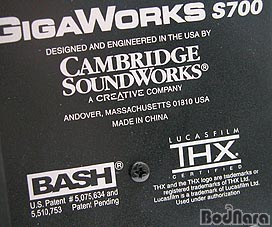 GIGAWORKS S700
DESIGNED AND ENGINEERED IN THE USA BY
CAMBRIDGE
SOUNDWORKS®
A CREATIVE COMPANY
ANDOVER, MASSACHUSETTS 01810 USA
MADE IN CHINA
BASH®
U.S. Patent # 5,075,634 and
5,510,753 Patent Pending
LUCASFILM
THX
CERTIFIED
THX and the THX logo are trademarks or
registered trademarks of THX Ltd.
Lucasfilm is a trademark of Lucasfilm Ltd.
Used under authorization
BodNara